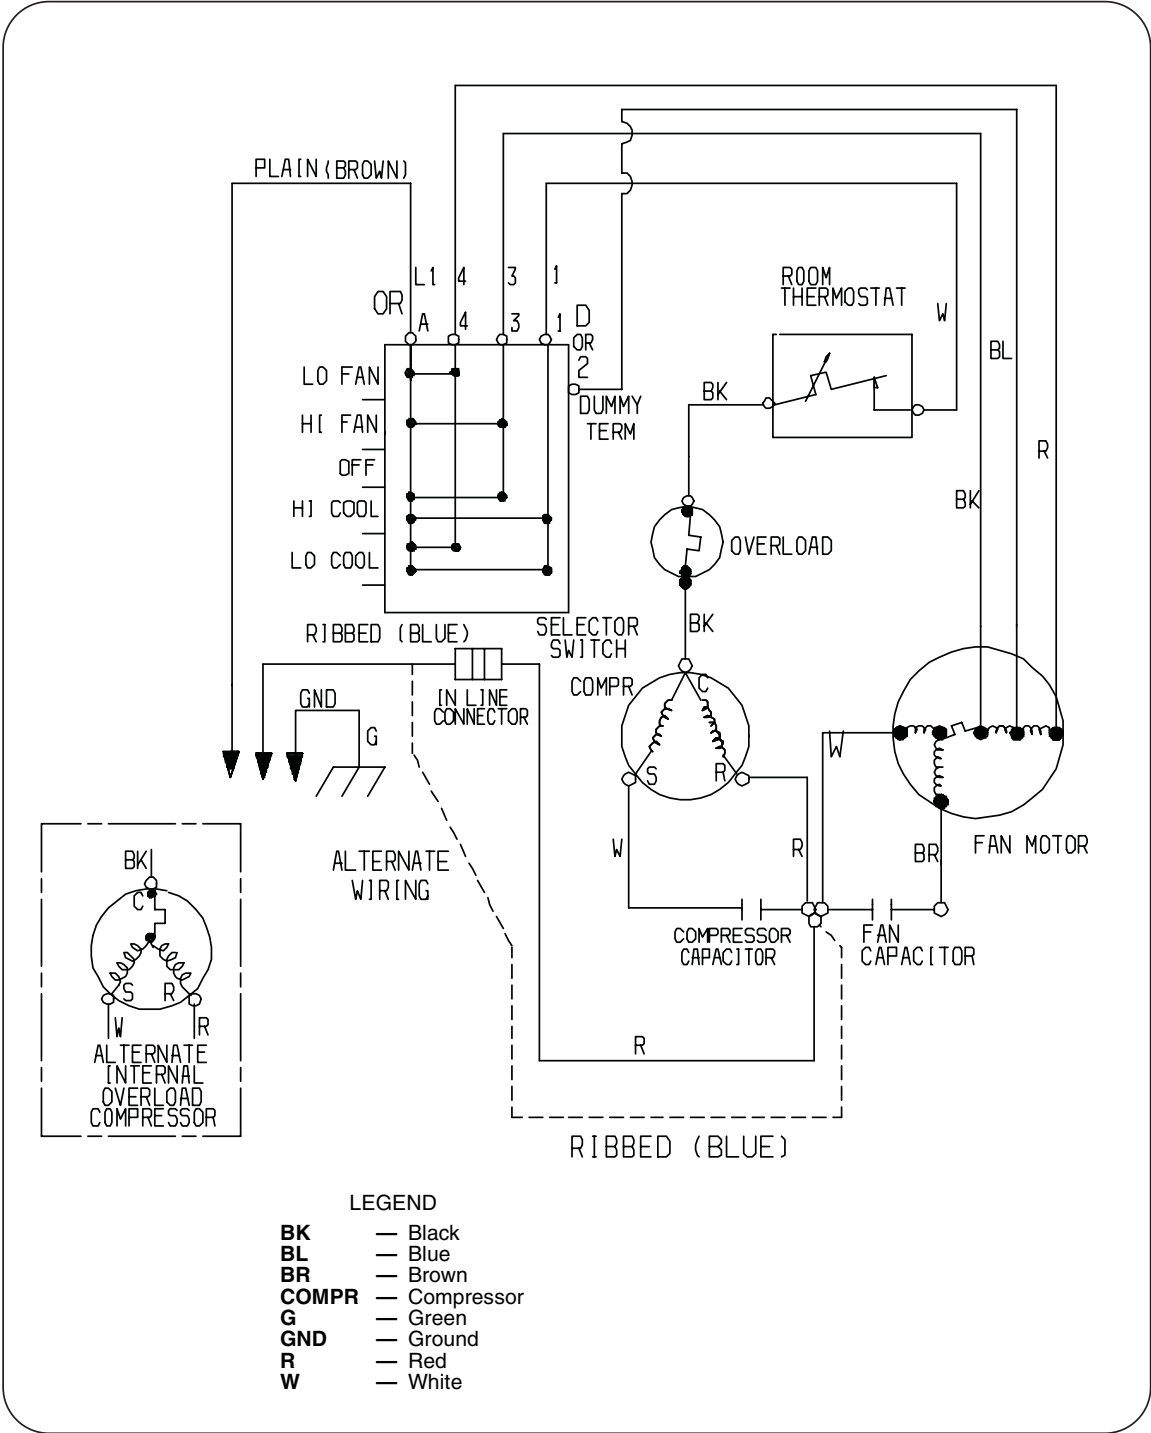 PLAIN (BROWN)
L1 4 3 1
OR
A 4 3 1
D
OR
2
DUMMY
TERM
LO FAN
HI FAN
OFF
HI COOL
LO COOL
SELECTOR
SWITCH
ROOM
THERMOSTAT
W
BL
R
BK
BK
OVERLOAD
BK
RIBBED (BLUE)
IN LINE
CONNECTOR
GND
G
COMPR
C
S
R
W
FAN MOTOR
W
R
BR
COMPRESSOR
CAPACITOR
FAN
CAPACITOR
ALTERNATE
WIRING
R
RIBBED (BLUE)
BK
C
S R
W R
ALTERNATE
INTERNAL
OVERLOAD
COMPRESSOR
LEGEND
BK — Black
BL — Blue
BR — Brown
COMPR — Compressor
G — Green
GND — Ground
R — Red
W — White